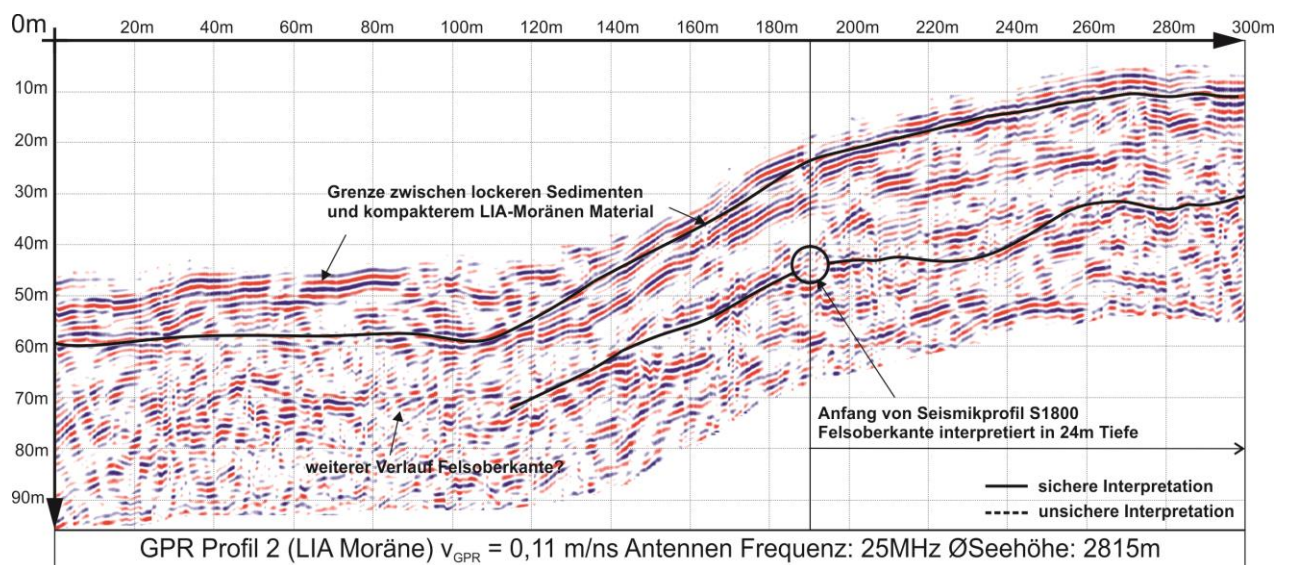 0m 20m 40m 60m 80m 100m 120m 140m 160m 180m 200m 220m 240m 260m 280m 300m
10m
20m
30m
Grenze zwischen lockeren Sedimenten
und kompakterem LIA-Moränen Material
40m
50m
60m
70m
Anfang von Seismikprofil S1800
Felsoberkante interpretiert in 24m Tiefe
80m
weiterer Verlauf Felsoberkante?
90m
sichere Interpretation
unsichere Interpretation
GPR Profil 2 (LIA Moräne) vGPR = 0,11 m/ns Antennen Frequenz: 25MHz ØSeehöhe: 2815m